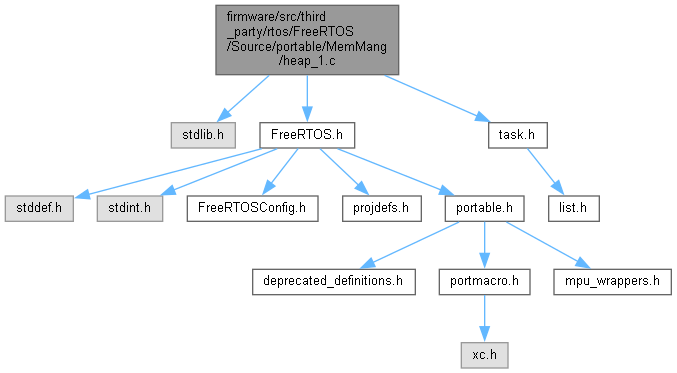 firmware/src/third
_party/rtos/FreeRTOS
/Source/portable/MemMang
/heap_1.c
stdlib.h
FreeRTOS.h
task.h
stddef.h
stdint.h
FreeRTOSConfig.h
projdefs.h
portable.h
list.h
deprecated_definitions.h
portmacro.h
mpu_wrappers.h
xc.h